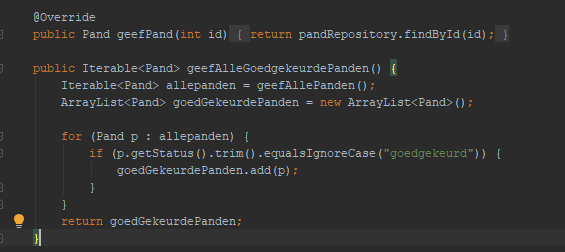 @Override
public Pand geefPand(int id) { return pandRepository.findById(id); }
public Iterable<Pand> geefAlleGoedgekeurdePanden() {
Iterable<Pand> allepanden = geefAllePanden();
ArrayList<Pand> goedGekeurdePanden = new ArrayList<Pand>();
for (Pand p : allepanden) {
if (p.getStatus().trim().equalsIgnoreCase("goedgekeurd")) {
goedGekeurdePanden.add(p);
}
}
return goedGekeurdePanden;
}